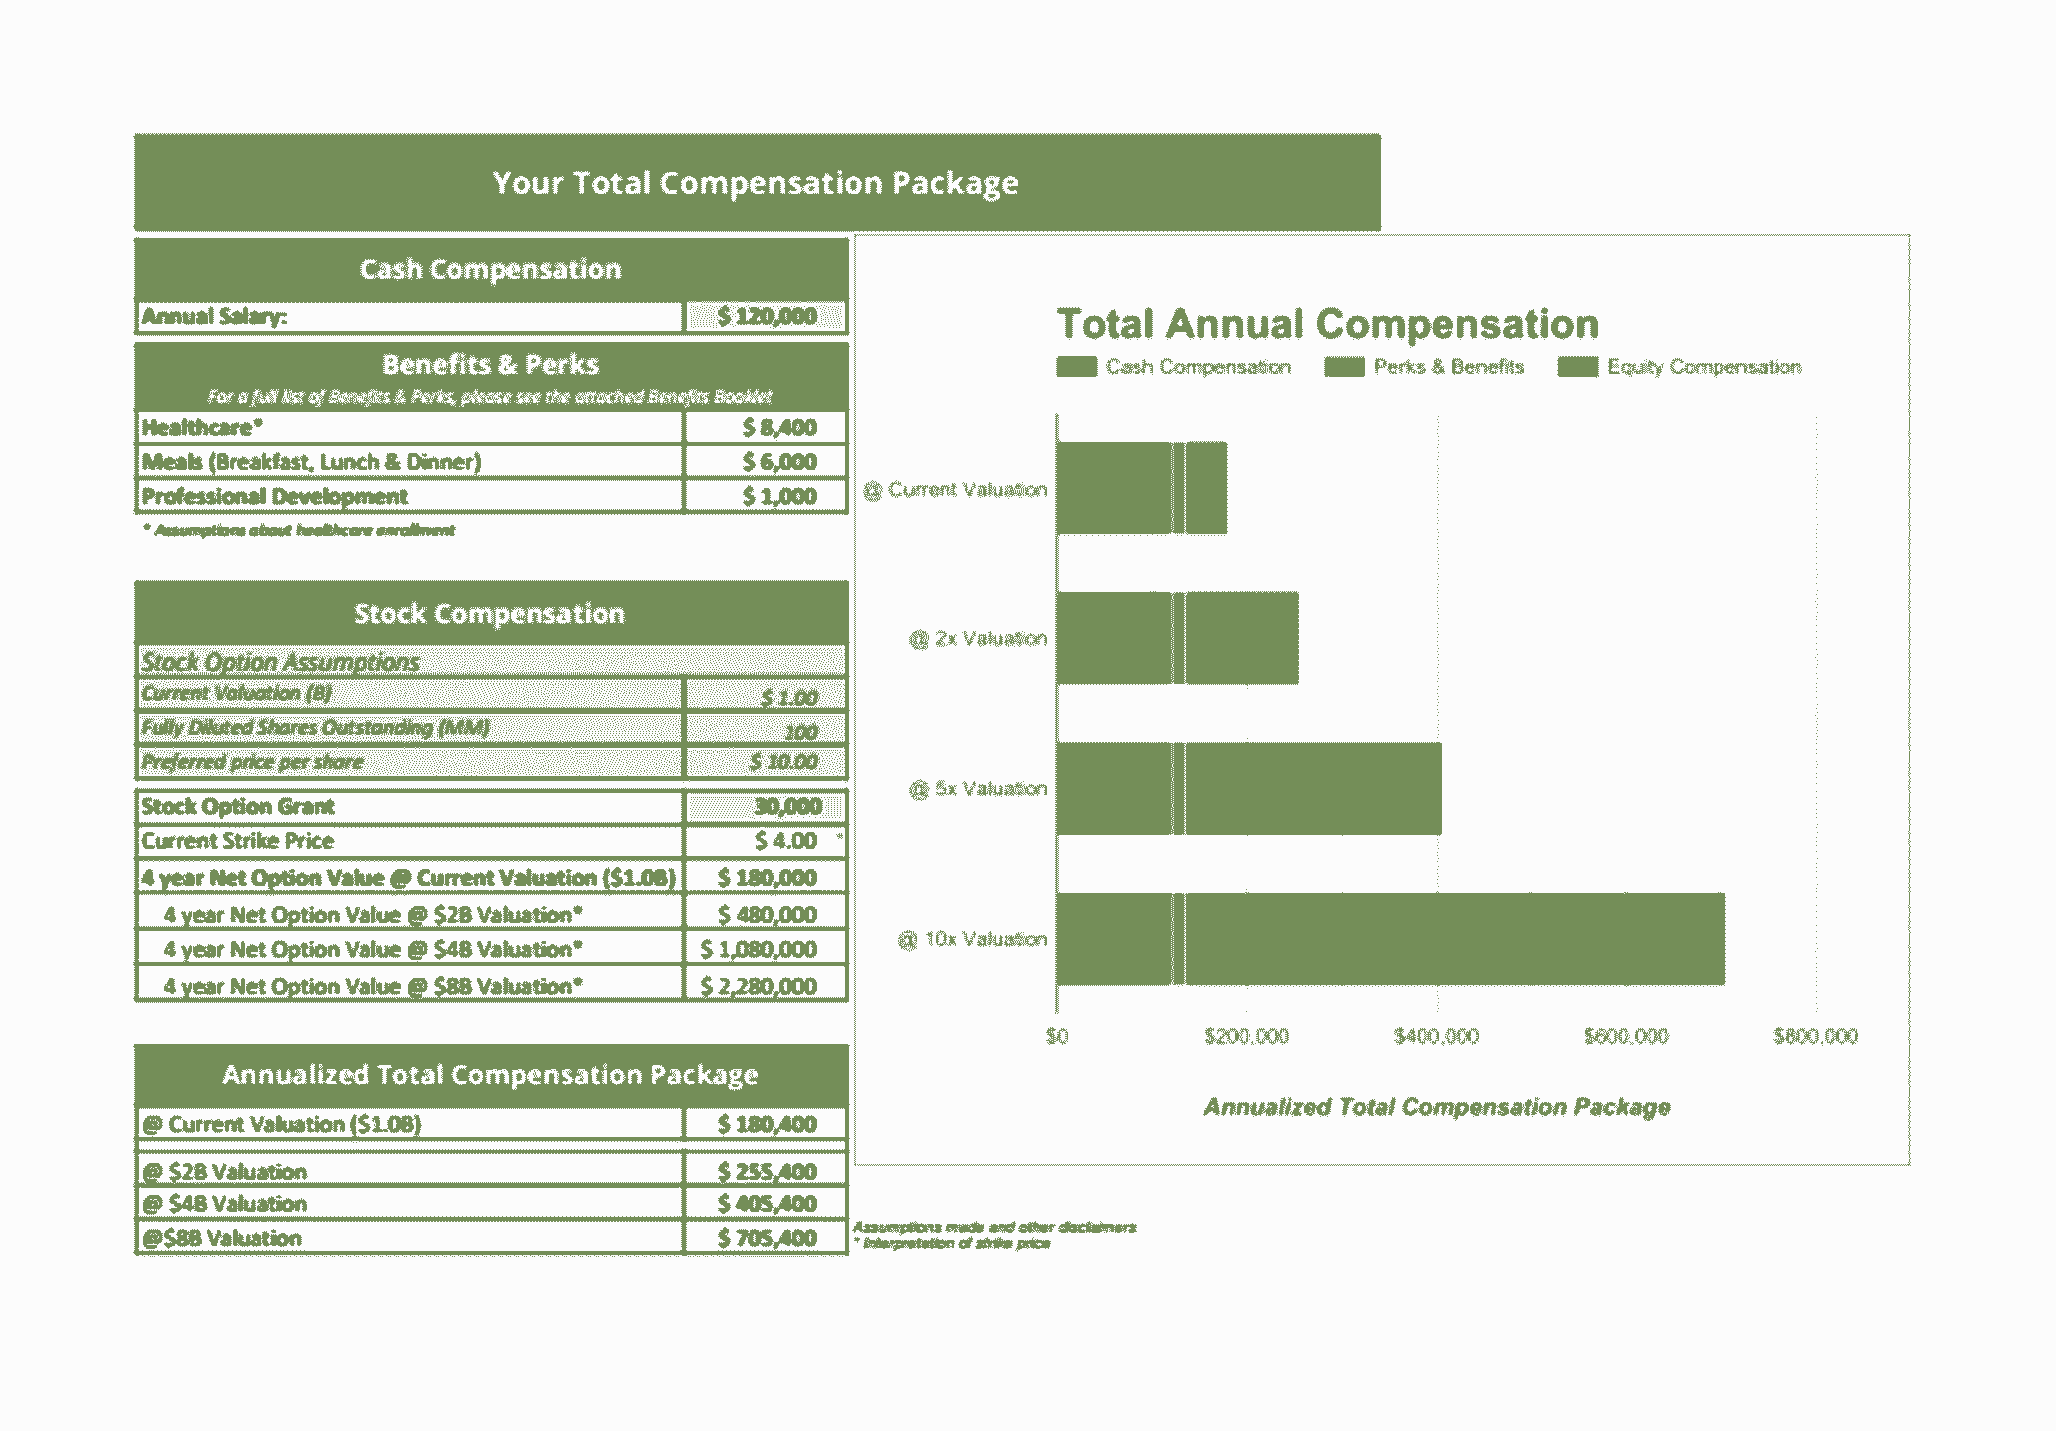 Your Total Compensation Package
Cash Compensation
Annual Salary: $ 120,000
Benefits & Perks
For a full list of Benefits & Perks, please see the attached Benefits Booklet
Healthcare* $ 8,400
Meals (Breakfast, Lunch & Dinner) $ 6,000
Professional Development $ 1,000
* Assumptions about healthcare enrollment
Stock Compensation
Stock Option Assumptions
Current Valuation (B) $ 1.00
Fully Diluted Shares Outstanding (MM) 100
Preferred price per share $ 10.00
Stock Option Grant 30,000
Current Strike Price $ 4.00 *
4 year Net Option Value @ Current Valuation ($1.0B) $ 180,000
4 year Net Option Value @ $2B Valuation* $ 480,000
4 year Net Option Value @ $4B Valuation* $ 1,080,000
4 year Net Option Value @ $8B Valuation* $ 2,280,000
Annualized Total Compensation Package
@ Current Valuation ($1.0B) $ 180,400
@ $2B Valuation $ 255,400
@ $4B Valuation $ 405,400
@$8B Valuation $ 705,400
Total Annual Compensation
Cash Compensation Perks & Benefits Equity Compensation
@ Current Valuation
@ 2x Valuation
@ 5x Valuation
@ 10x Valuation
$0 $200,000 $400,000 $600,000 $800,000
Annualized Total Compensation Package
Assumptions made and other disclaimers
* Interpretation of strike price